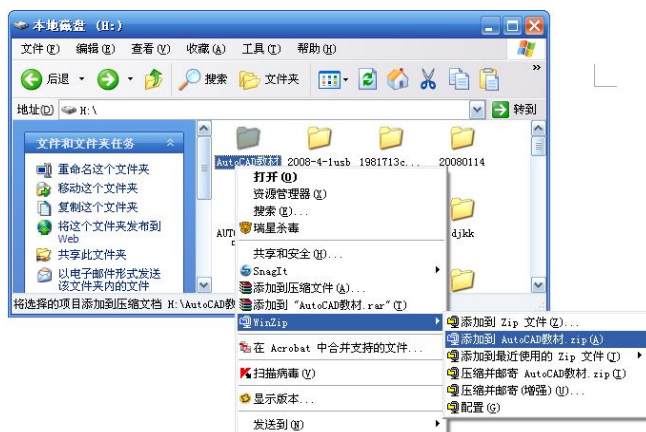 本地磁盘 (H:)
文件(F) 编辑(E) 查看(V) 收藏(A) 工具(T) 帮助(H)
后退 搜索 文件夹
地址(D) H:\ 转到
文件和文件夹任务
重命名这个文件夹
移动这个文件夹
复制这个文件夹
将这个文件夹发布到
Web
共享此文件夹
以电子邮件形式发送
该文件夹内的文件
AutoCAD教材 2008-4-1usb 1981713c... 20080114
djkk
将选择的项目添加到压缩文档 H:\AutoCAD教
打开(O)
资源管理器(X)
搜索(E)...
瑞星杀毒
共享和安全(H)...
SnagIt
添加到压缩文件(A)...
添加到 "AutoCAD教材.rar"(T)
WinZip
在 Acrobat 中合并支持的文件...
扫描病毒(V)
显示版本...
发送到(N)
添加到 Zip 文件(Z)...
添加到 AutoCAD教材.zip(A)
添加到最近使用的 Zip 文件(T)
压缩并邮寄 AutoCAD教材.zip(I)
压缩并邮寄(增强)(U)...
配置(G)